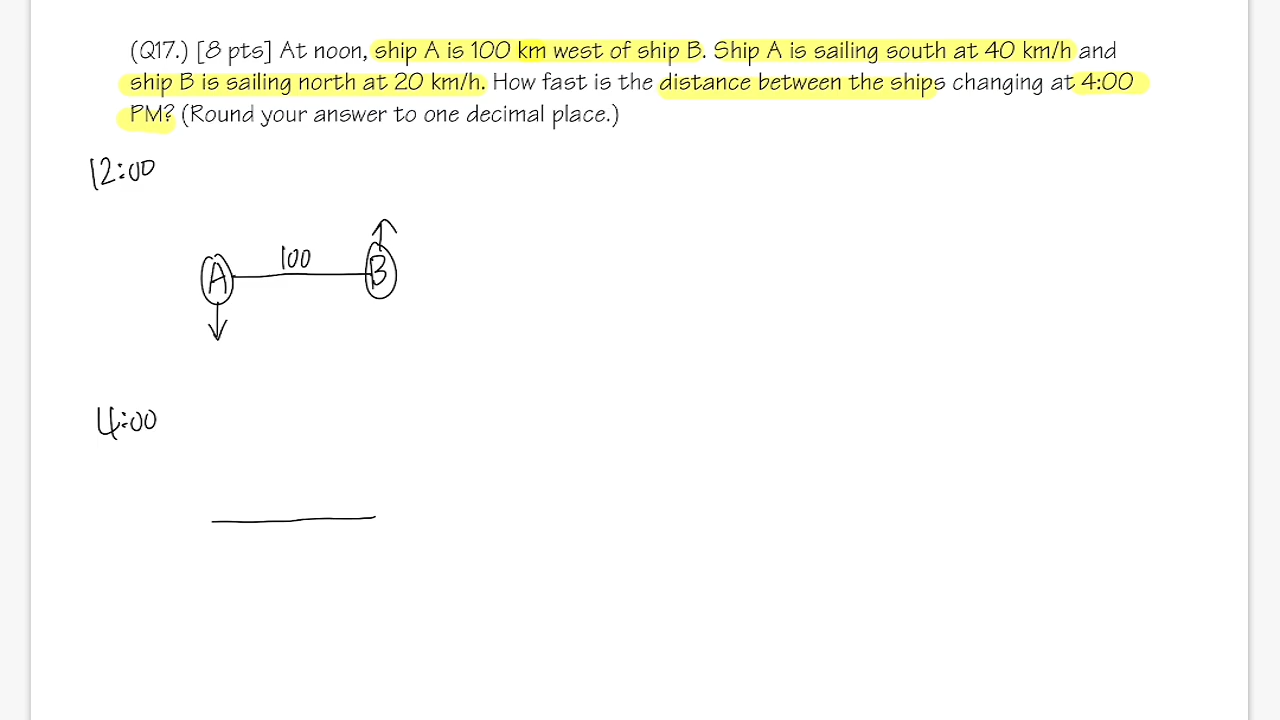 (Q17.) [8 pts] At noon, ship A is 100 km west of ship B. Ship A is sailing south at 40 km/h and
ship B is sailing north at 20 km/h. How fast is the distance between the ships changing at 4:00
PM? (Round your answer to one decimal place.)
12:00
100
A
B
4:00